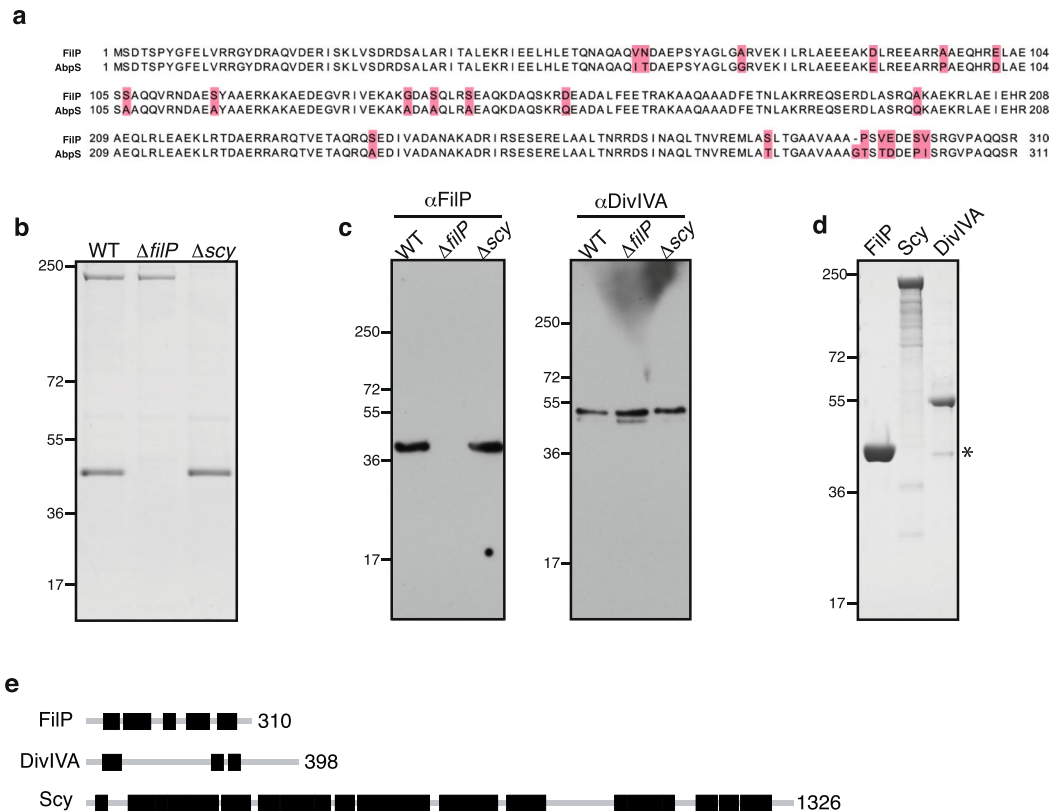 a
FilP 1 MSDTSPYGFELVRRGYDRAQVDERISKLVSDRDSALARITALEKRIEELHLETQNAQAQVNDAEPSYAGLGARVEKILRLAEEEAKDLREEARRAAEQHRELAE 104
AbpS 1 MSDTSPYGFELVRRGYDRAQVDERISKLVSDRDSALARITALEKRIEELHLETQNAQAQITDAEPSYAGLGGRVEKILRLAEEEAKELREEARRPAEQHRDLAE 104
FilP 105 SSAQQVRNDAESYAAERKAKAEDEGVRIVEKAKGDASQLRSEAQKDAQSKRDEADALFEETRAKAAQAAADFETNLAKRREQSERDLASRQAKAEKRLAEIEHR 208
AbpS 105 SAAQQVRNDAEAYAAERKAKAEDEGVRIVEKAKADAAQLRAEAQKDAQSKREEADALFEETRAKAAQAAADFETNLAKRREQSERDLASRQQKAEKRLAEIEHR 208
FilP 209 AEQLRLEAEKLRTDAERRARQTVETAQRQSEDIVADANAKADRIRSESERELAALTNRRDSINAQLTNVREMLASLTGAAVAAA-PSVEDESVSRGVPAQQSR 310
AbpS 209 AEQLRLEAEKLRTDAERRARQTVETAQRQAEDIVADANAKADRIRSESERELAALTNRRDSINAQLTNVREMLATLTGAAVAAAGTSTDDEPISRGVPAQQSR 311
b
WT ΔfilP Δscy
250
72
55
36
17
c
αFilP
WT ΔfilP Δscy
250
72
55
36
17
αDivIVA
WT ΔfilP Δscy
250
72
55
36
17
d
FilP Scy DivIVA
250
72
55
*
36
17
e
FilP 310
DivIVA 398
Scy 1326